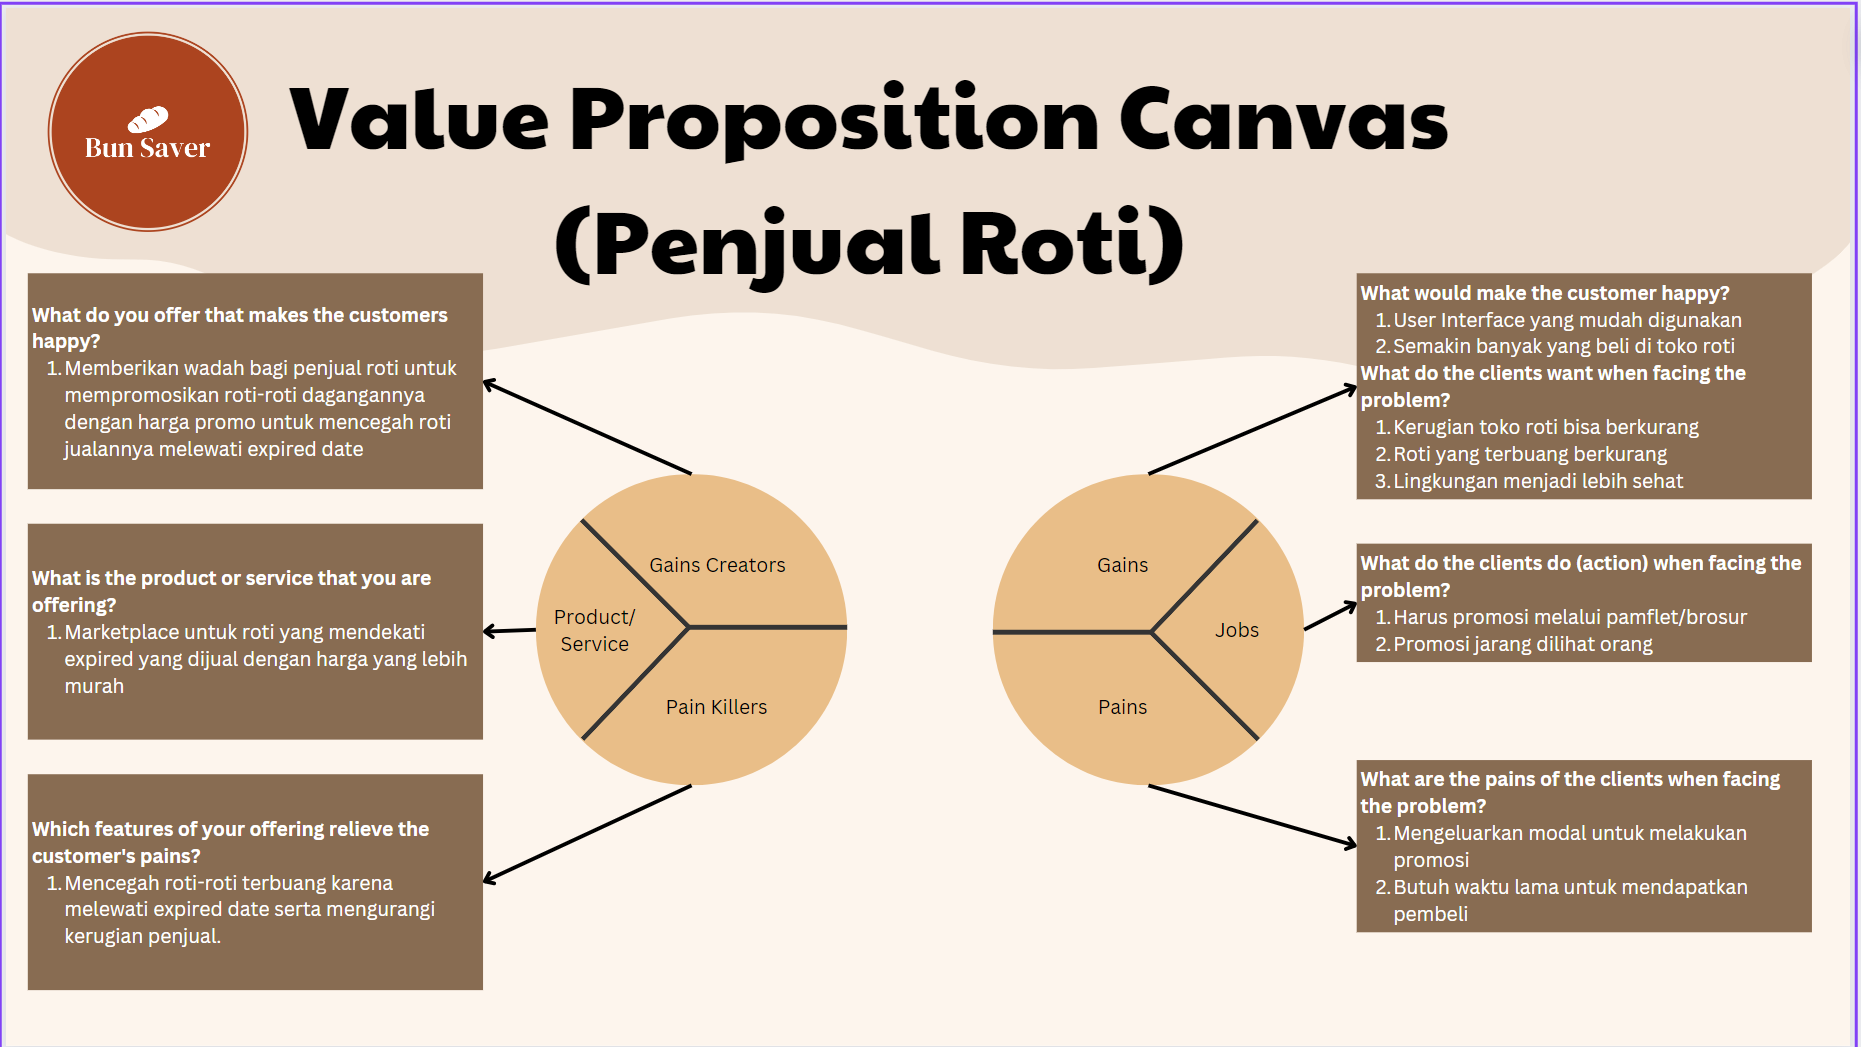 Bun Saver
Value Proposition Canvas
(Penjual Roti)
What do you offer that makes the customers
happy?
1. Memberikan wadah bagi penjual roti untuk
mempromosikan roti-roti dagangannya
dengan harga promo untuk mencegah roti
jualannya melewati expired date
What is the product or service that you are
offering?
1. Marketplace untuk roti yang mendekati
expired yang dijual dengan harga yang lebih
murah
Which features of your offering relieve the
customer's pains?
1. Mencegah roti-roti terbuang karena
melewati expired date serta mengurangi
kerugian penjual.
Gains Creators
Product/
Service
Pain Killers
Gains
Jobs
Pains
What would make the customer happy?
1. User Interface yang mudah digunakan
2. Semakin banyak yang beli di toko roti
What do the clients want when facing the
problem?
1. Kerugian toko roti bisa berkurang
2. Roti yang terbuang berkurang
3. Lingkungan menjadi lebih sehat
What do the clients do (action) when facing the
problem?
1. Harus promosi melalui pamflet/brosur
2. Promosi jarang dilihat orang
What are the pains of the clients when facing
the problem?
1. Mengeluarkan modal untuk melakukan
promosi
2. Butuh waktu lama untuk mendapatkan
pembeli